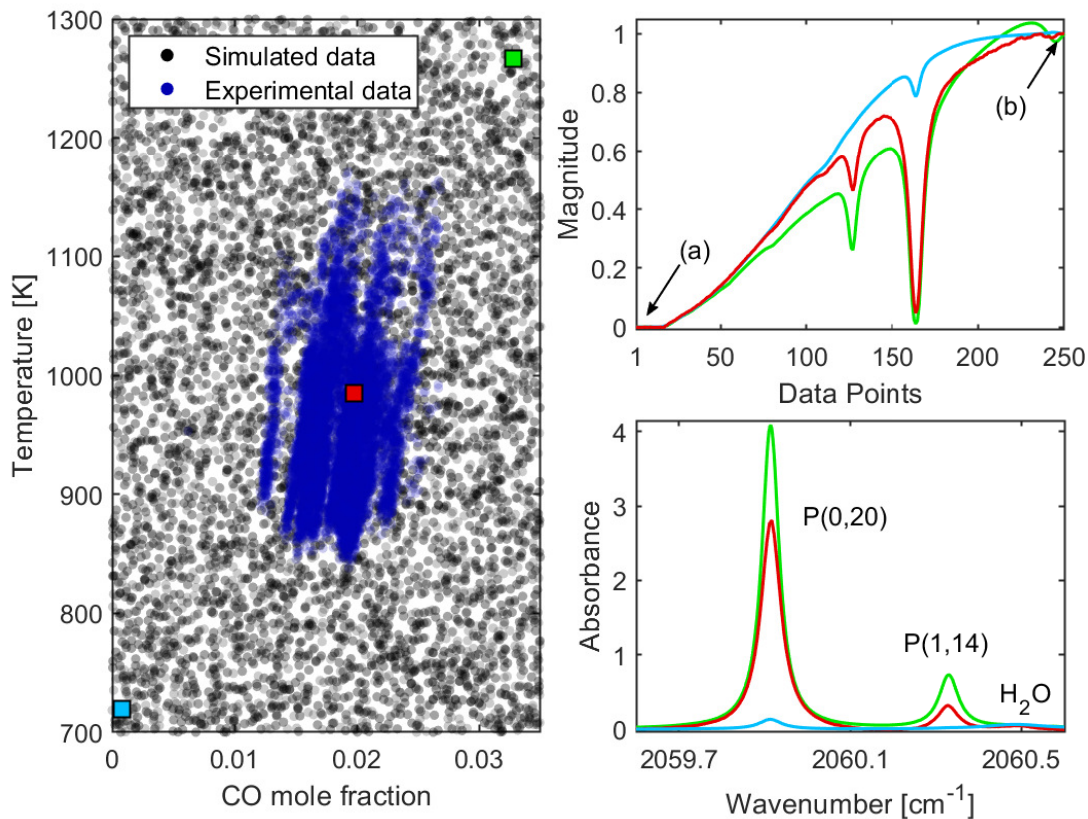 1300
1200
1100
1000
900
800
700
0
0.01
0.02
0.03
Temperature [K]
CO mole fraction
Simulated data
Experimental data
1
0.8
0.6
0.4
0.2
0
1
50
100
150
200
250
Magnitude
Data Points
(a)
(b)
4
3
2
1
0
2059.7
2060.1
2060.5
Absorbance
Wavenumber [cm⁻¹]
P(0,20)
P(1,14)
H₂O